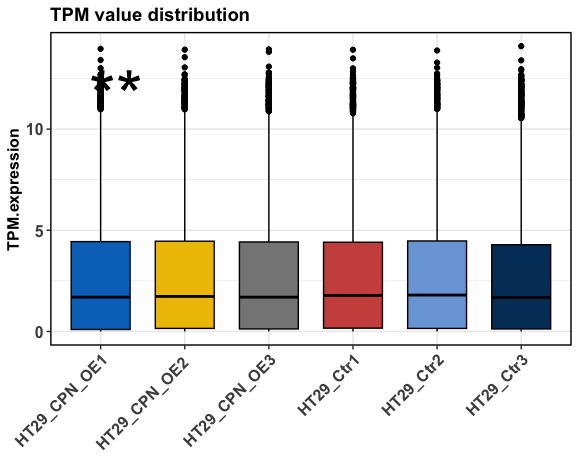 TPM value distribution
TPM.expression
10
5
0
**
HT29_CPN_OE1
HT29_CPN_OE2
HT29_CPN_OE3
HT29_Ctr1
HT29_Ctr2
HT29_Ctr3